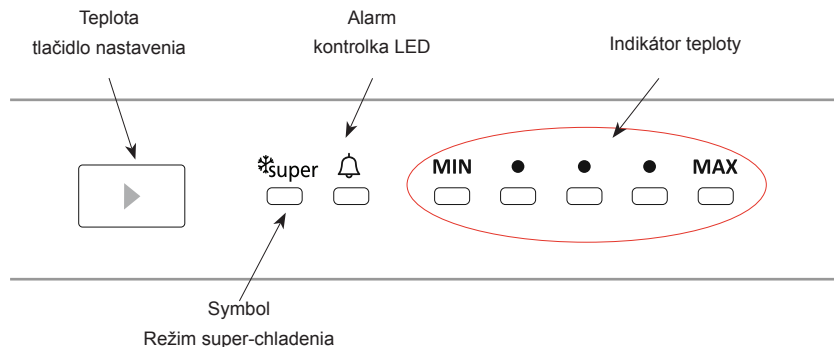 Teplota
tlačidlo nastavenia
Alarm
kontrolka LED
Indikátor teploty
super
MIN
MAX
Symbol
Režim super-chladenia